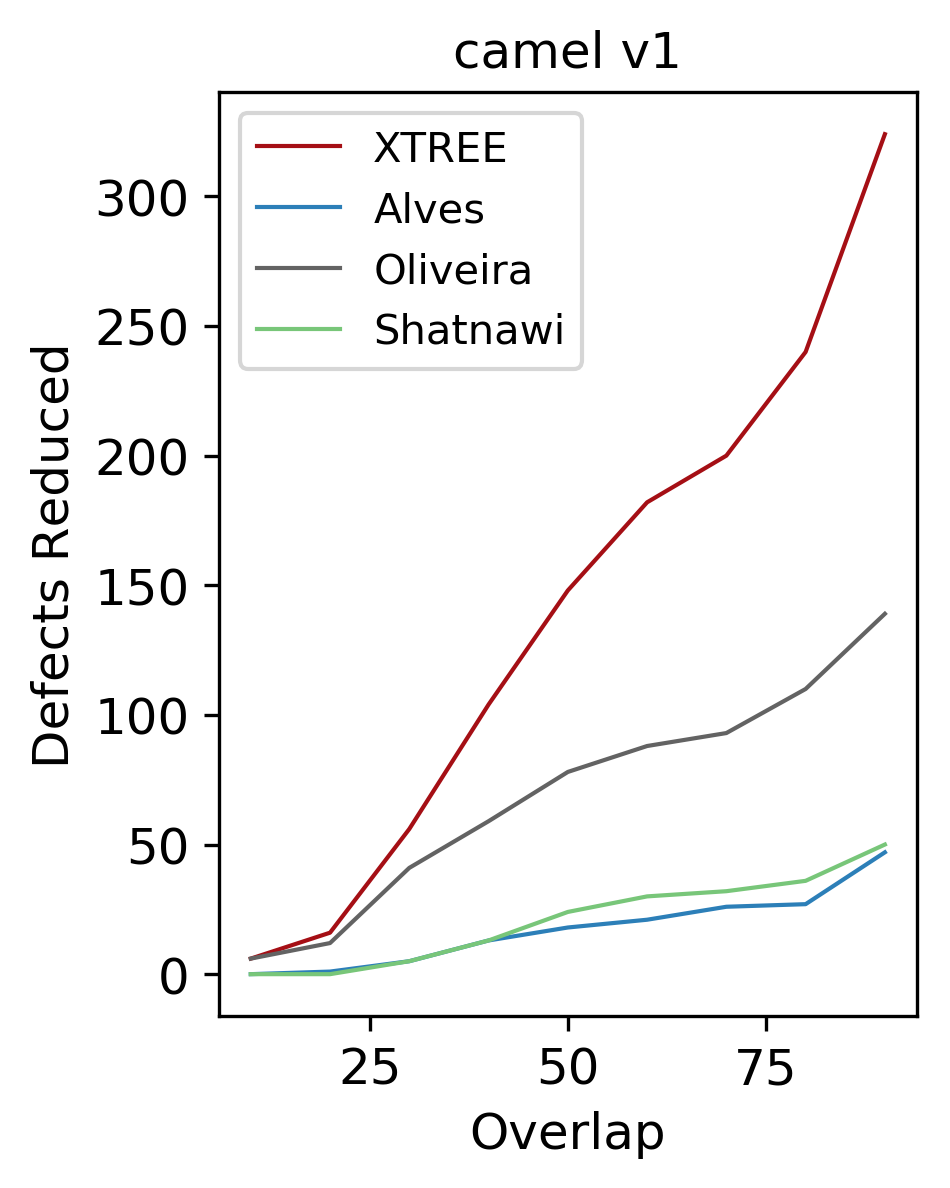 camel v1
XTREE
Alves
Oliveira
Shatnawi
Defects Reduced
300
250
200
150
100
50
0
25 50 75
Overlap